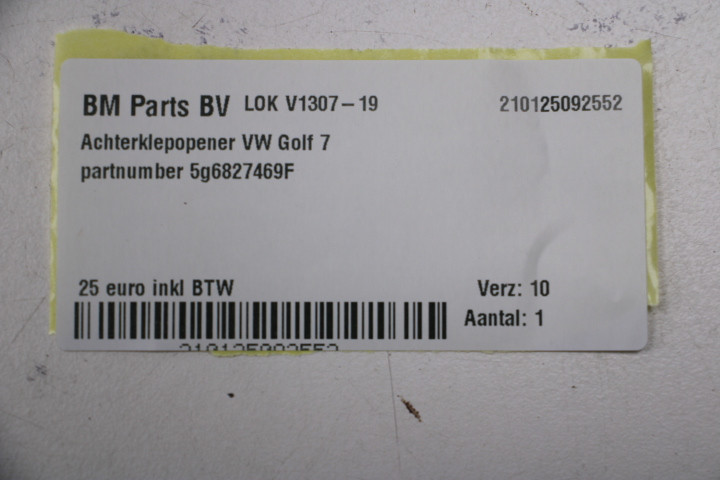 BM Parts BV LOK V1307-19 210125092552
Achterklepopener VW Golf 7
partnumber 5g6827469F
25 euro inkl BTW Verz: 10
Aantal: 1
210125092552